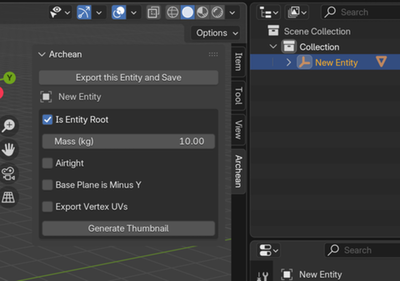 Options
Archean
Export this Entity and Save
New Entity
Is Entity Root
Mass (kg) 10.00
Airtight
Base Plane is Minus Y
Export Vertex UVs
Generate Thumbnail
Y
Item
Tool
View
Archean
Search
Scene Collection
Collection
New Entity
Search
New Entity